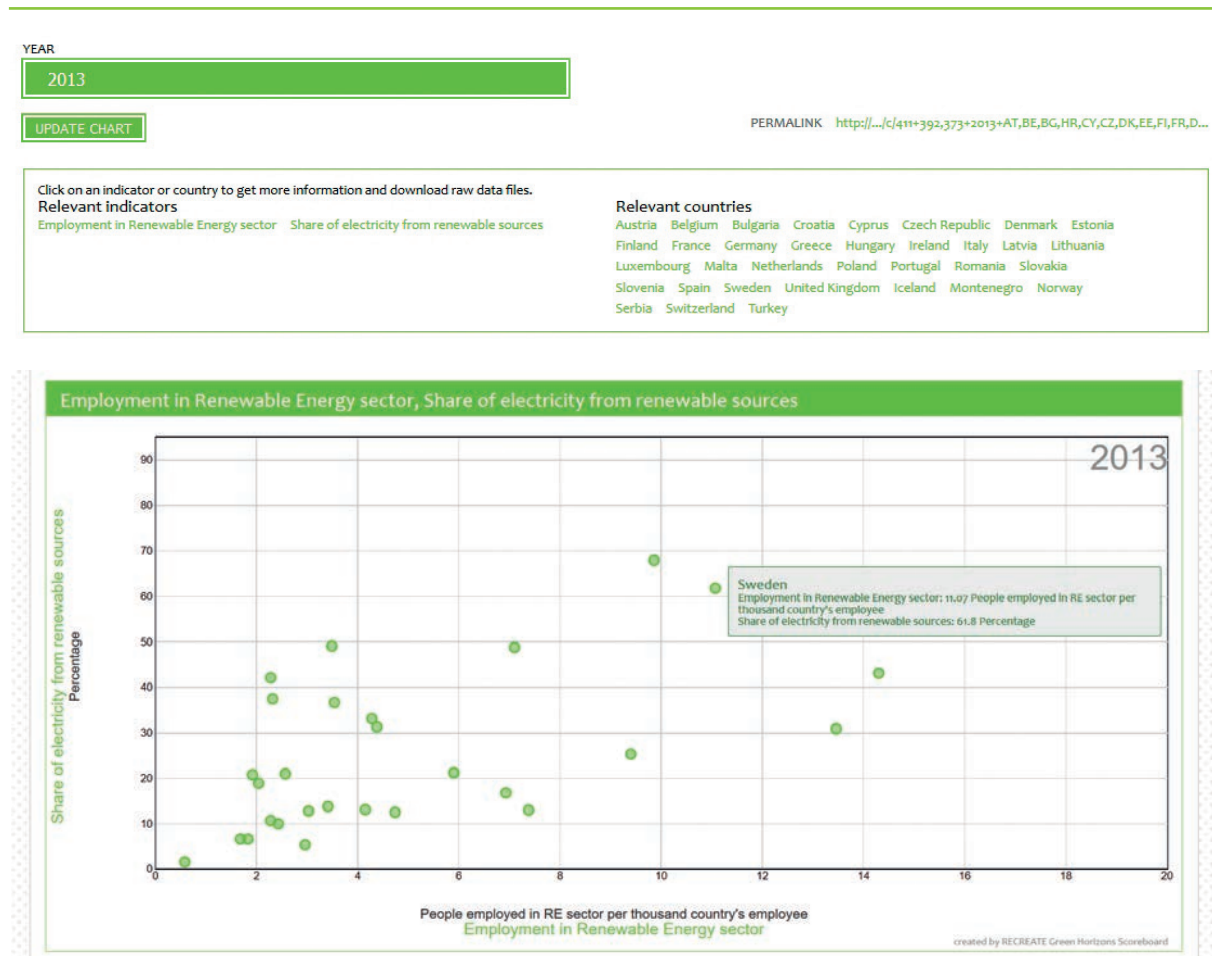 YEAR
2013
UPDATE CHART
PERMALINK http://.../c/411+392,373+2013+AT,BE,BG,HR,CY,CZ,DK,EE,FI,FR,D...
Click on an indicator or country to get more information and download raw data files.
Relevant indicators
Employment in Renewable Energy sector Share of electricity from renewable sources
Relevant countries
Austria Belgium Bulgaria Croatia Cyprus Czech Republic Denmark Estonia
Finland France Germany Greece Hungary Ireland Italy Latvia Lithuania
Luxembourg Malta Netherlands Poland Portugal Romania Slovakia
Slovenia Spain Sweden United Kingdom Iceland Montenegro Norway
Serbia Switzerland Turkey
Employment in Renewable Energy sector, Share of electricity from renewable sources
2013
Share of electricity from renewable sources
Percentage
90
80
70
60
50
40
30
20
10
0
Sweden
Employment in Renewable Energy sector: 11.07 People employed in RE sector per
thousand country's employee
Share of electricity from renewable sources: 61.8 Percentage
0 2 4 6 8 10 12 14 16 18 20
People employed in RE sector per thousand country's employee
Employment in Renewable Energy sector
created by RECREATE Green Horizons Scoreboard